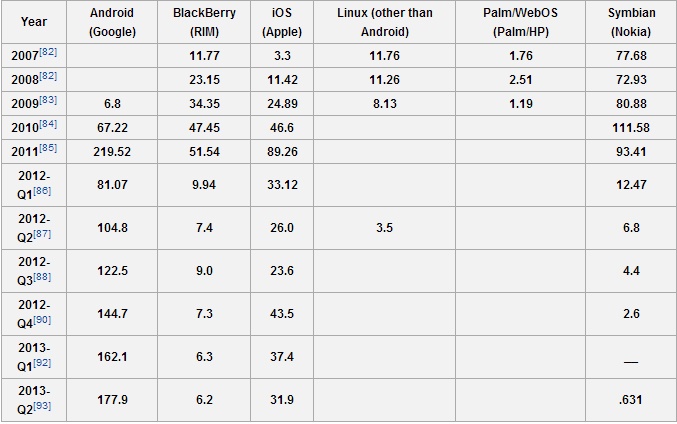 Year Android (Google) BlackBerry (RIM) iOS (Apple) Linux (other than Android) Palm/WebOS (Palm/HP) Symbian (Nokia)
2007[82] 11.77 3.3 11.76 1.76 77.68
2008[82] 23.15 11.42 11.26 2.51 72.93
2009[83] 6.8 34.35 24.89 8.13 1.19 80.88
2010[84] 67.22 47.45 46.6 111.58
2011[85] 219.52 51.54 89.26 93.41
2012-Q1[86] 81.07 9.94 33.12 12.47
2012-Q2[87] 104.8 7.4 26.0 3.5 6.8
2012-Q3[88] 122.5 9.0 23.6 4.4
2012-Q4[90] 144.7 7.3 43.5 2.6
2013-Q1[92] 162.1 6.3 37.4 —
2013-Q2[93] 177.9 6.2 31.9 .631